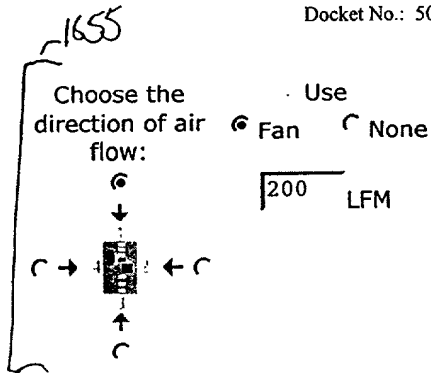 1655
Docket No.: 50
Choose the
direction of air
flow:
Use
Fan
None
200 LFM